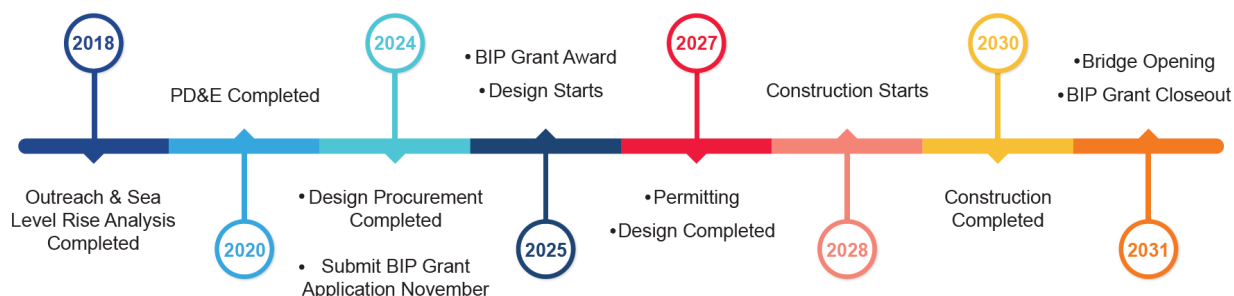 2018
Outreach & Sea
Level Rise Analysis
Completed
PD&E Completed
2020
2024
• Design Procurement
Completed
• Submit BIP Grant
Application November
• BIP Grant Award
• Design Starts
2025
2027
• Permitting
• Design Completed
Construction Starts
2028
2030
Construction
Completed
• Bridge Opening
• BIP Grant Closeout
2031